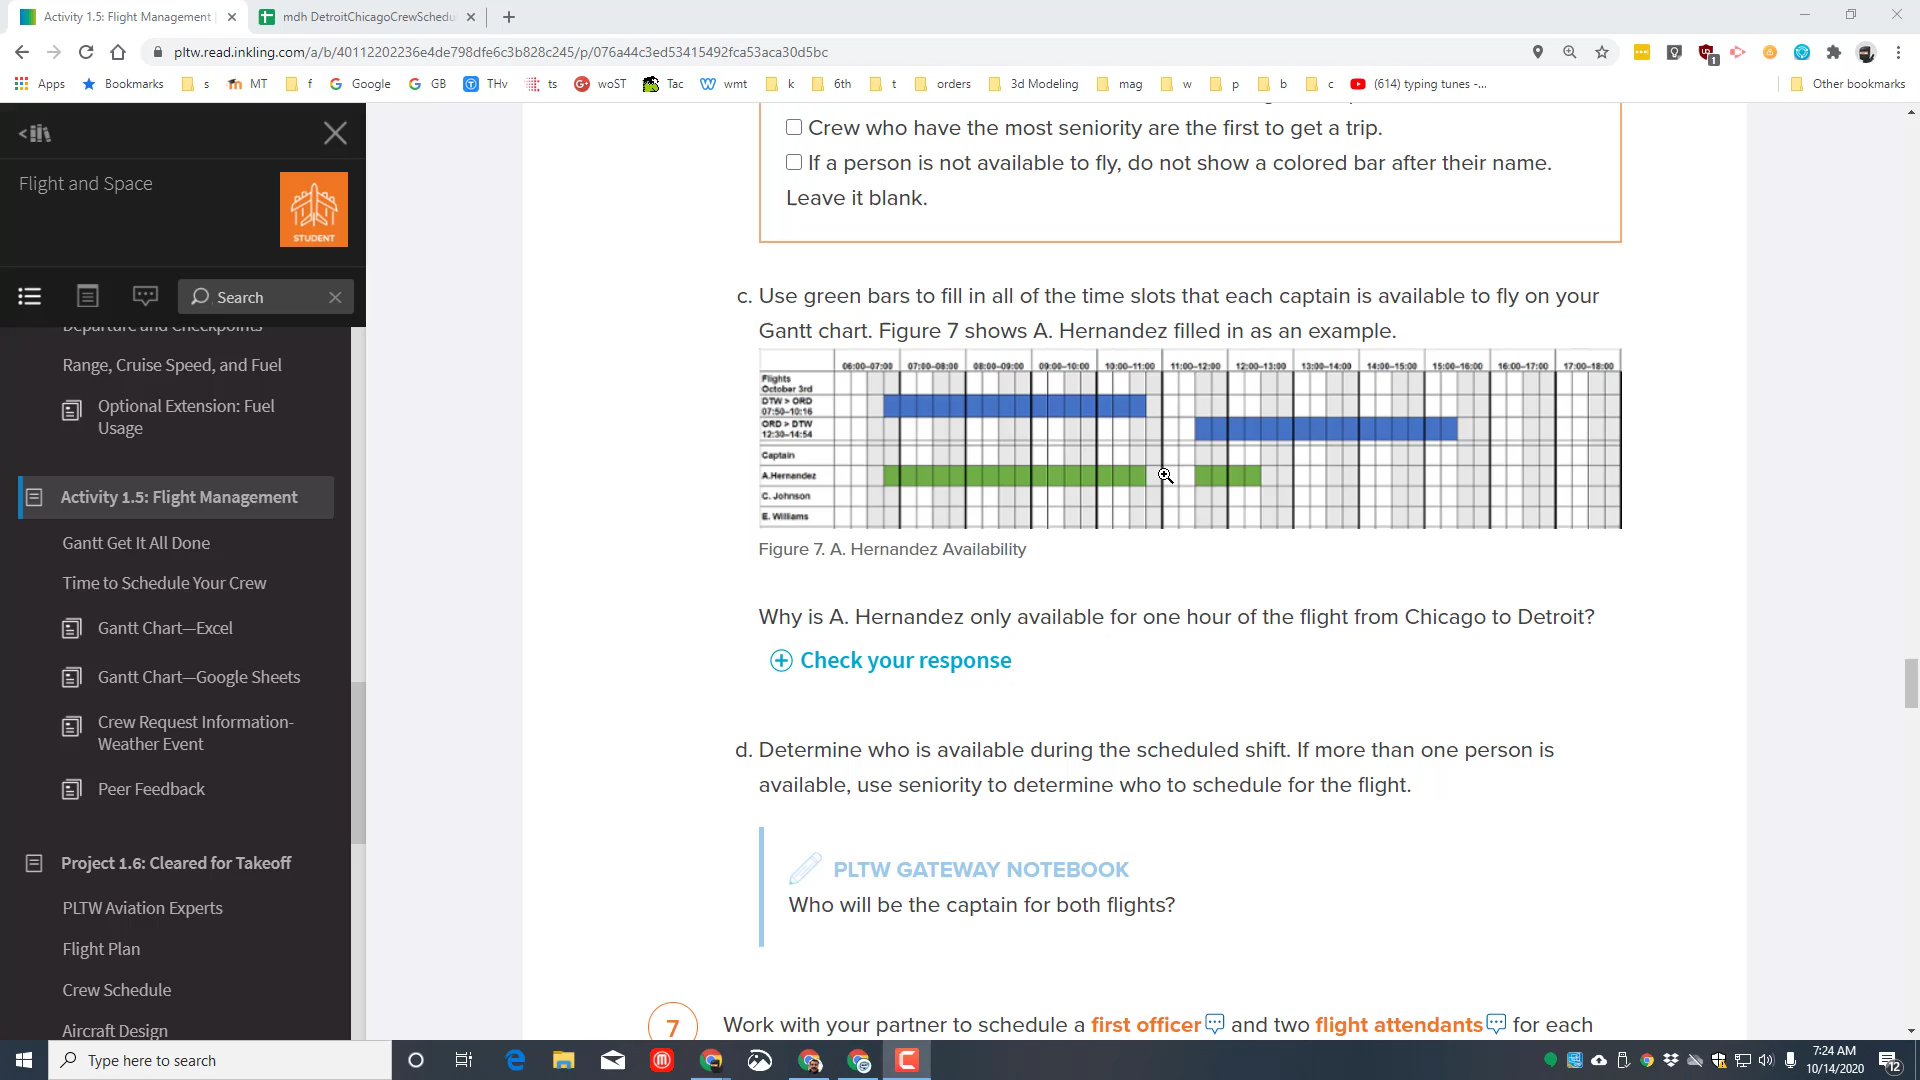 Activity 1.5: Flight Management |
mdh DetroitChicagoCrewSchedu
pltw.read.inkling.com/a/b/40112202236e4de798dfe6c3b828c245/p/076a44c3ed53415492fca53aca30d5bc
Apps Bookmarks s MT f Google GB THv ts woST Tac wmt k 6th t orders 3d Modeling mag w p b c (614) typing tunes -... Other bookmarks
Flight and Space
STUDENT
Search
Departure and Checkpoints
Range, Cruise Speed, and Fuel
Optional Extension: Fuel
Usage
Activity 1.5: Flight Management
Gantt Get It All Done
Time to Schedule Your Crew
Gantt Chart—Excel
Gantt Chart—Google Sheets
Crew Request Information-
Weather Event
Peer Feedback
Project 1.6: Cleared for Takeoff
PLTW Aviation Experts
Flight Plan
Crew Schedule
Aircraft Design
Crew who have the most seniority are the first to get a trip.
If a person is not available to fly, do not show a colored bar after their name.
Leave it blank.
c. Use green bars to fill in all of the time slots that each captain is available to fly on your
Gantt chart. Figure 7 shows A. Hernandez filled in as an example.
06:00–07:00 07:00–08:00 08:00–09:00 09:00–10:00 10:00–11:00 11:00–12:00 12:00–13:00 13:00–14:00 14:00–15:00 15:00–16:00 16:00–17:00 17:00–18:00
Flights
October 3rd
DTW > ORD
07:50–10:16
ORD > DTW
12:30–14:54
Captain
A.Hernandez
C. Johnson
E. Williams
Figure 7. A. Hernandez Availability
Why is A. Hernandez only available for one hour of the flight from Chicago to Detroit?
Check your response
d. Determine who is available during the scheduled shift. If more than one person is
available, use seniority to determine who to schedule for the flight.
PLTW GATEWAY NOTEBOOK
Who will be the captain for both flights?
7 Work with your partner to schedule a first officer and two flight attendants for each
Type here to search
7:24 AM
10/14/2020
12